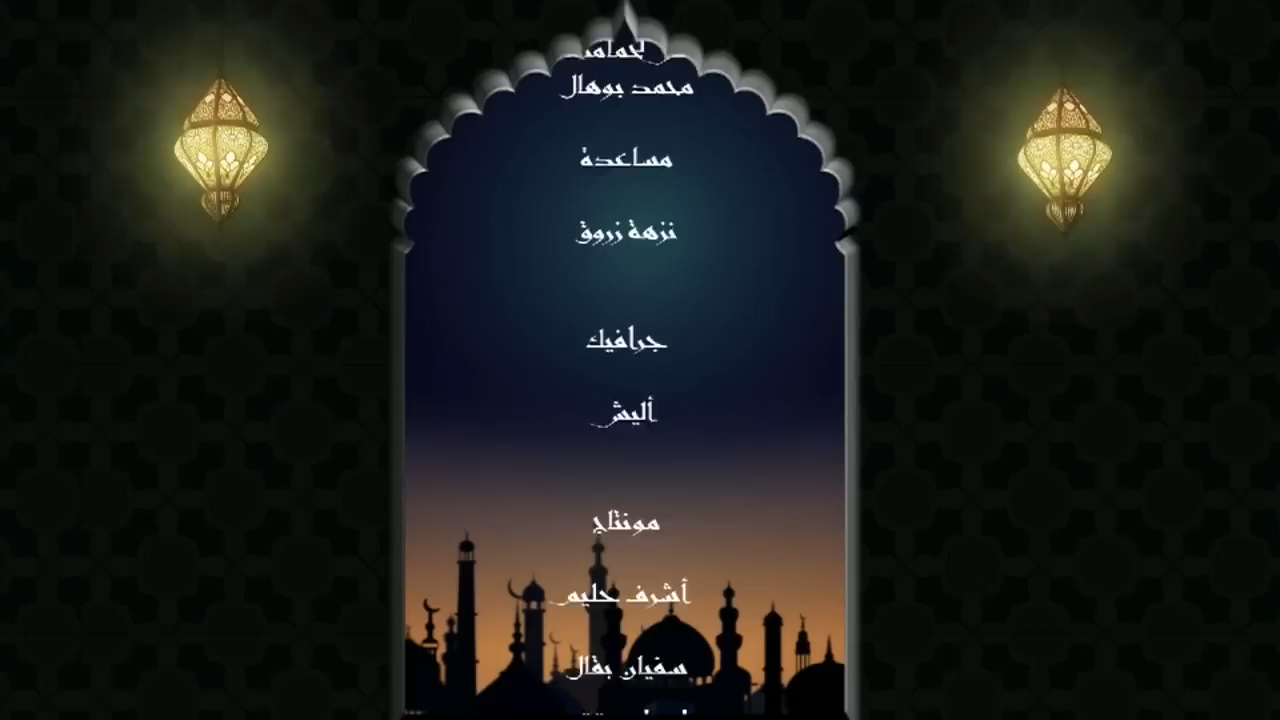 محمد بوهال
مساعدة
نزهة زروق
جرافيك
أليش
مونتاج
أشرف حليم
سفيان بقال